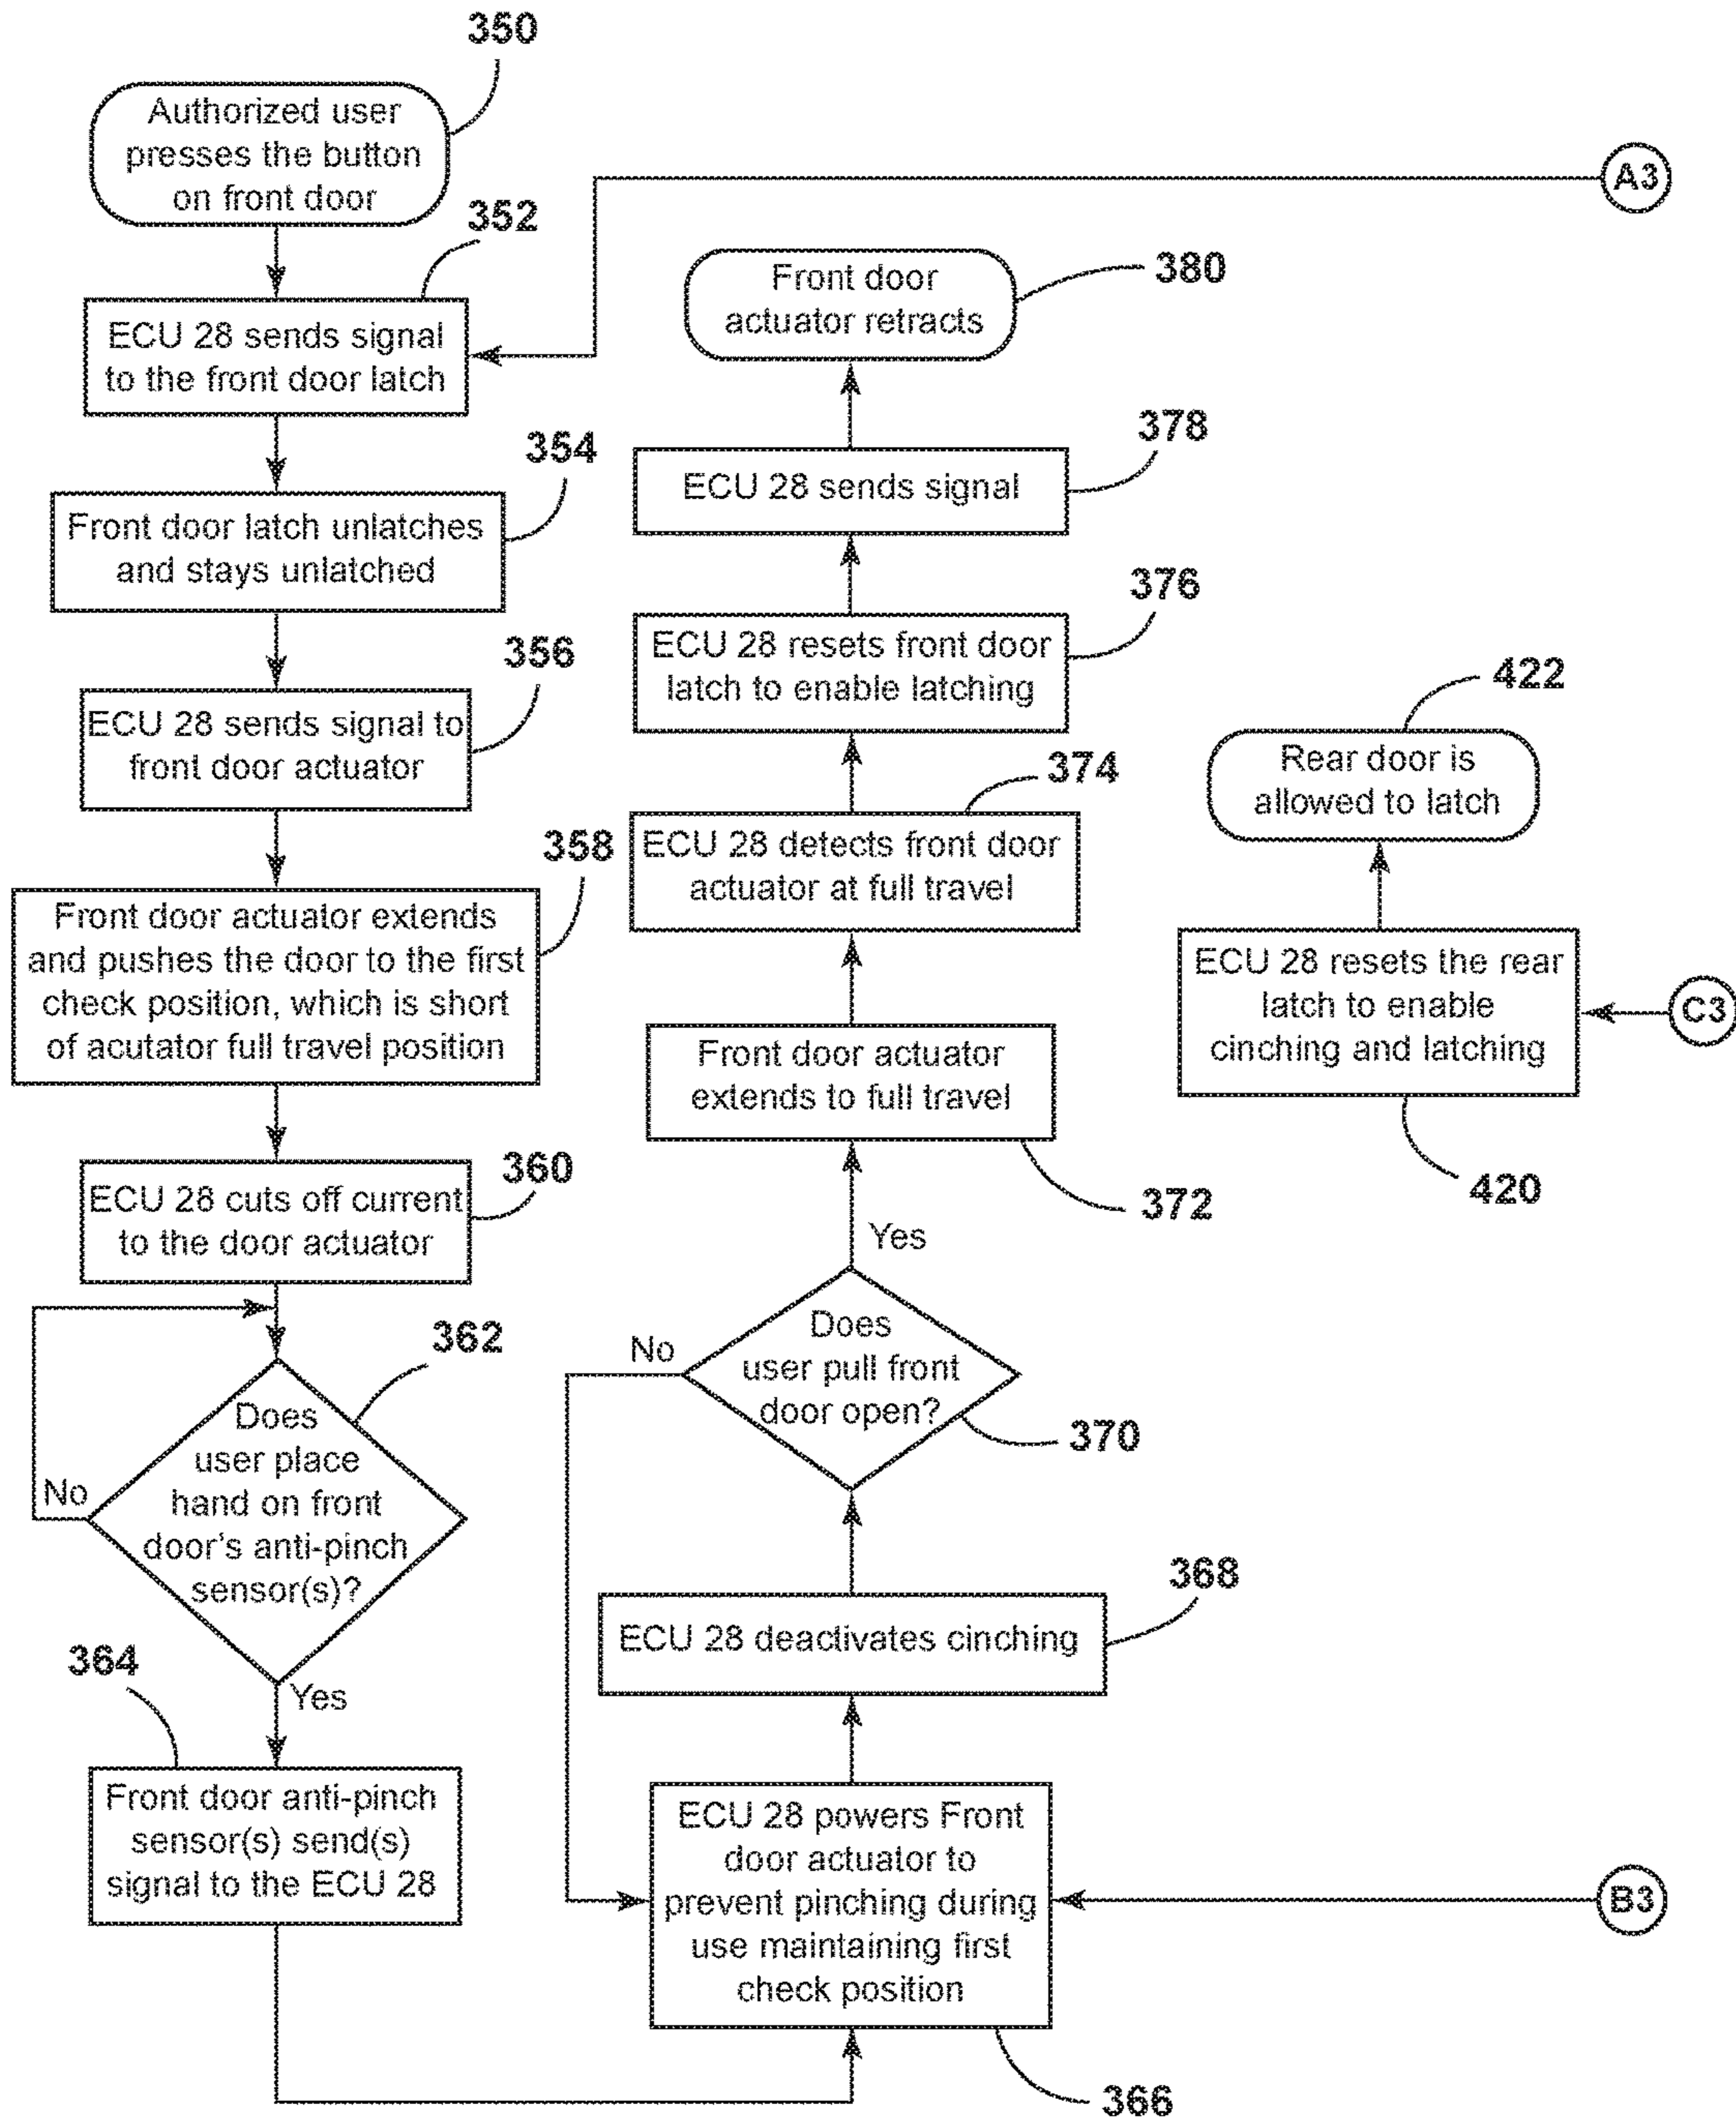 350
Authorized user
presses the button
on front door
352
ECU 28 sends signal
to the front door latch
354
Front door latch unlatches
and stays unlatched
356
ECU 28 sends signal to
front door actuator
358
Front door actuator extends
and pushes the door to the first
check position, which is short
of acutator full travel position
360
ECU 28 cuts off current
to the door actuator
362
Does
user place
hand on front
door's anti-pinch
sensor(s)?
No
Yes
364
Front door anti-pinch
sensor(s) send(s)
signal to the ECU 28
A3
Front door
actuator retracts
380
378
ECU 28 sends signal
376
ECU 28 resets front door
latch to enable latching
374
ECU 28 detects front door
actuator at full travel
Front door actuator
extends to full travel
372
Yes
No
Does
user pull front
door open?
370
368
ECU 28 deactivates cinching
ECU 28 powers Front
door actuator to
prevent pinching during
use maintaining first
check position
366
B3
422
Rear door is
allowed to latch
ECU 28 resets the rear
latch to enable
cinching and latching
C3
420